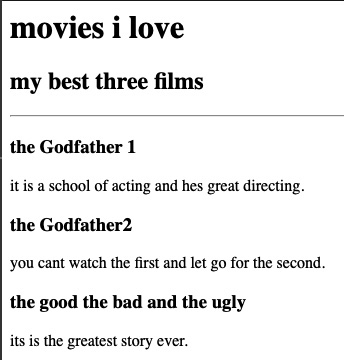 movies i love
my best three films
the Godfather 1
it is a school of acting and hes great directing.
the Godfather2
you cant watch the first and let go for the second.
the good the bad and the ugly
its is the greatest story ever.